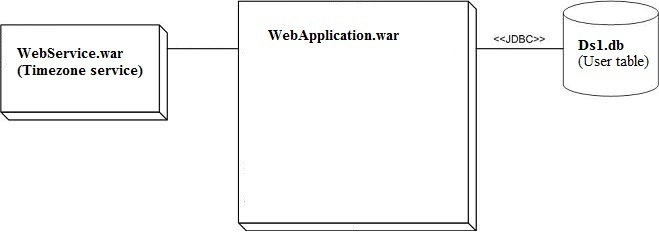 WebService.war
(Timezone service)
WebApplication.war
<<JDBC>>
Ds1.db
(User table)